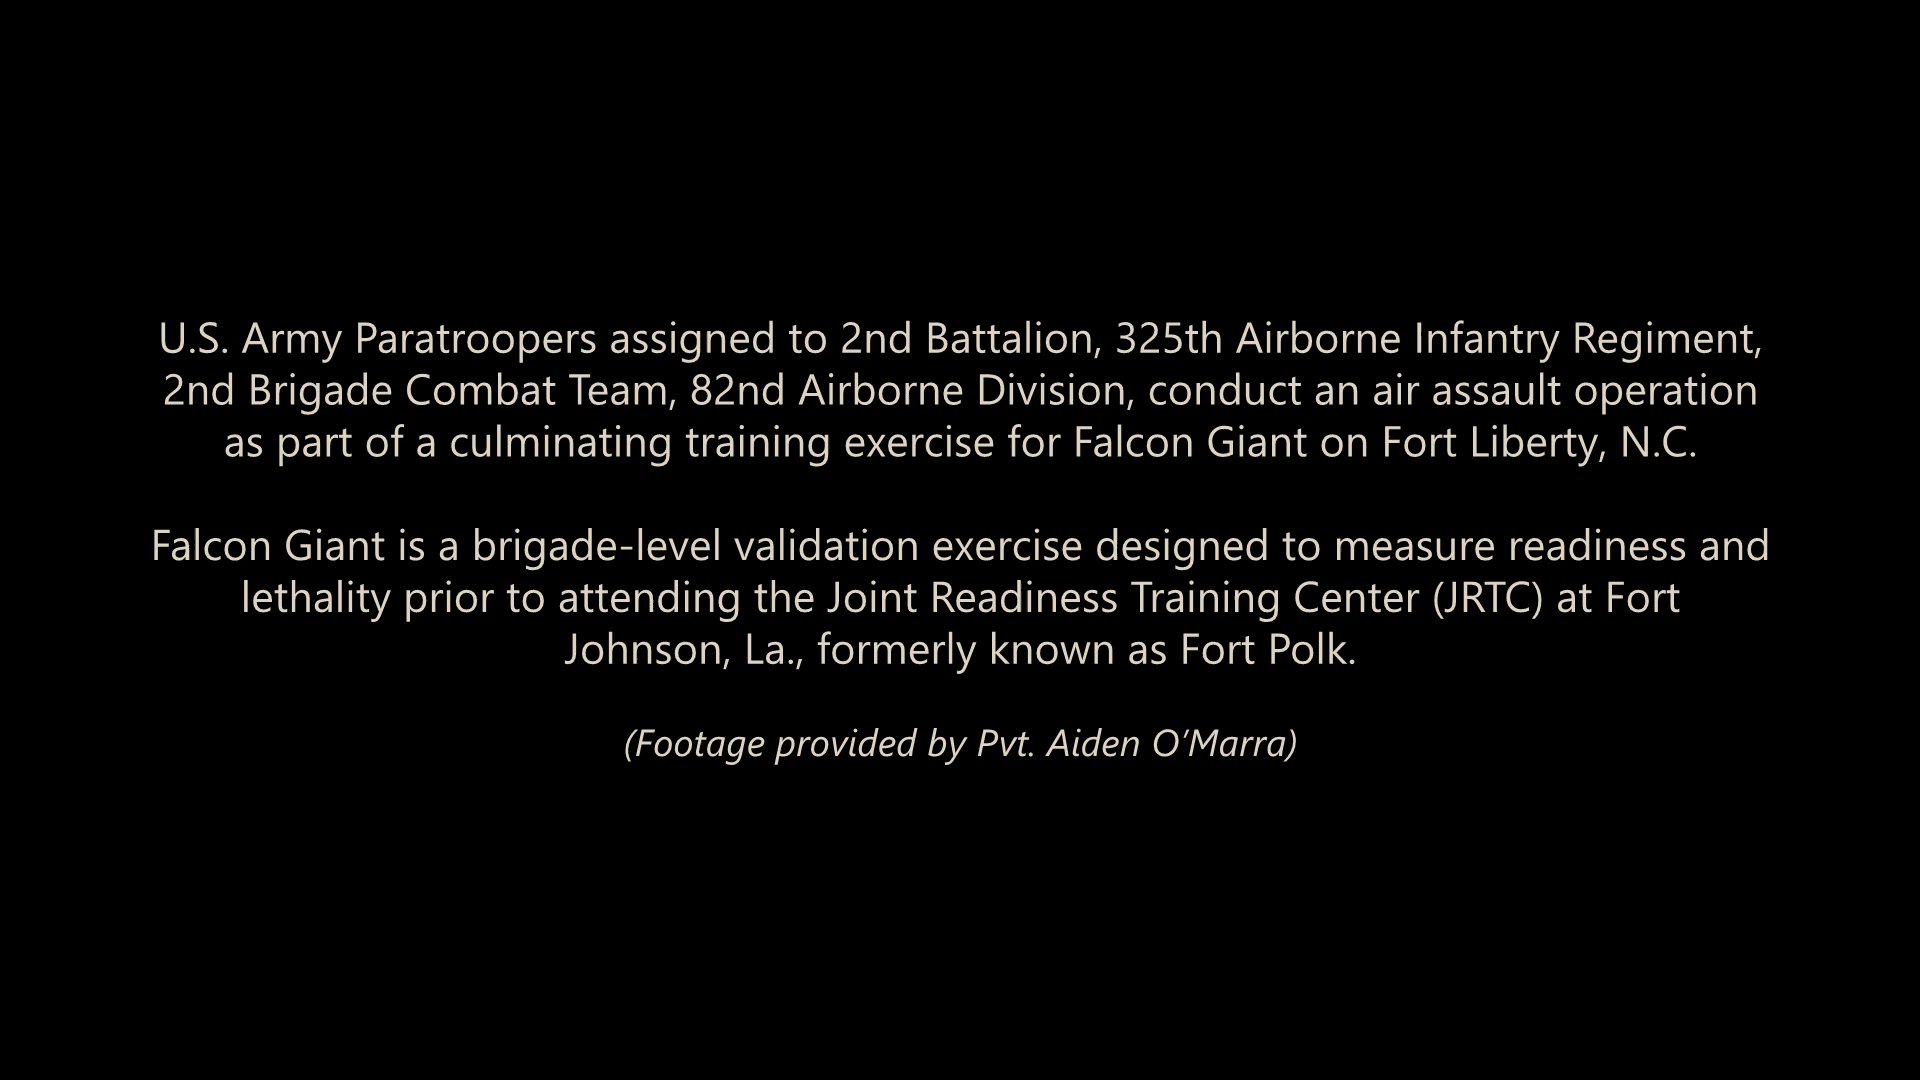 U.S. Army Paratroopers assigned to 2nd Battalion, 325th Airborne Infantry Regiment,
2nd Brigade Combat Team, 82nd Airborne Division, conduct an air assault operation
as part of a culminating training exercise for Falcon Giant on Fort Liberty, N.C.
Falcon Giant is a brigade-level validation exercise designed to measure readiness and
lethality prior to attending the Joint Readiness Training Center (JRTC) at Fort
Johnson, La., formerly known as Fort Polk.
(Footage provided by Pvt. Aiden O’Marra)